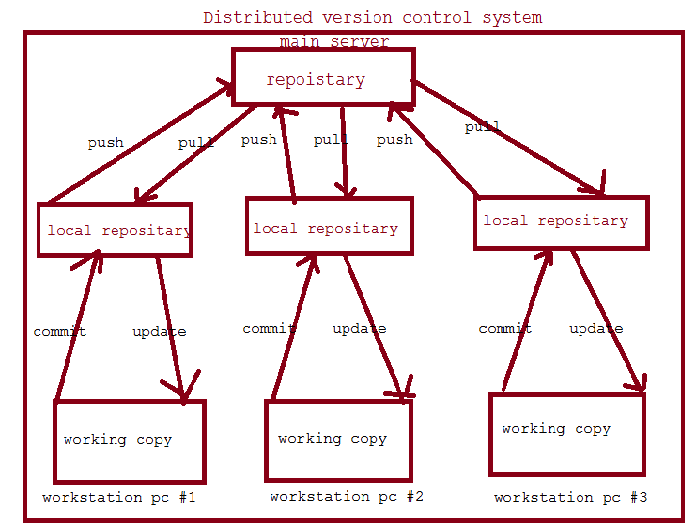 Distributed version control system
main server
repoistary
push
pull
push
pull
push
pull
local repositary
local repositary
local repositary
commit
update
commit
update
commit
update
working copy
working copy
working copy
workstation pc #1
workstation pc #2
workstation pc #3